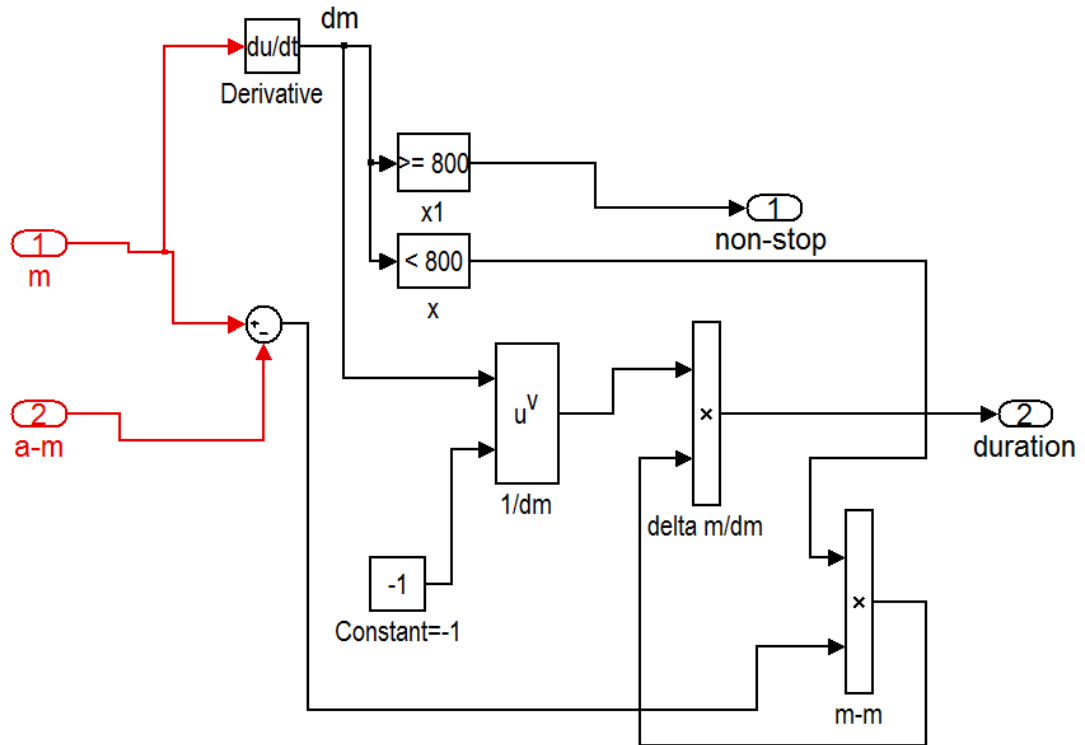 dm
du/dt
Derivative
>= 800
x1
1
non-stop
1
m
< 800
x
+
−
u^v
1/dm
×
delta m/dm
2
a-m
2
duration
-1
Constant=-1
×
m-m